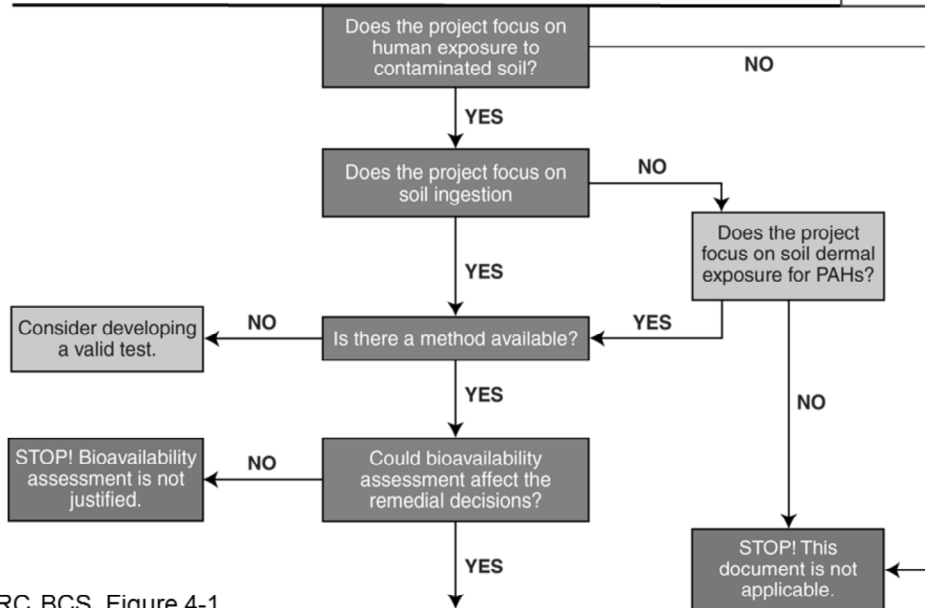 Does the project focus on
human exposure to
contaminated soil?
NO
YES
Does the project focus on
soil ingestion
NO
Does the project
focus on soil dermal
exposure for PAHs?
YES
Consider developing
a valid test.
NO
Is there a method available?
YES
YES
NO
STOP! Bioavailability
assessment is not
justified.
NO
Could bioavailability
assessment affect the
remedial decisions?
YES
STOP! This
document is not
applicable.
RC BCS Figure 4-1